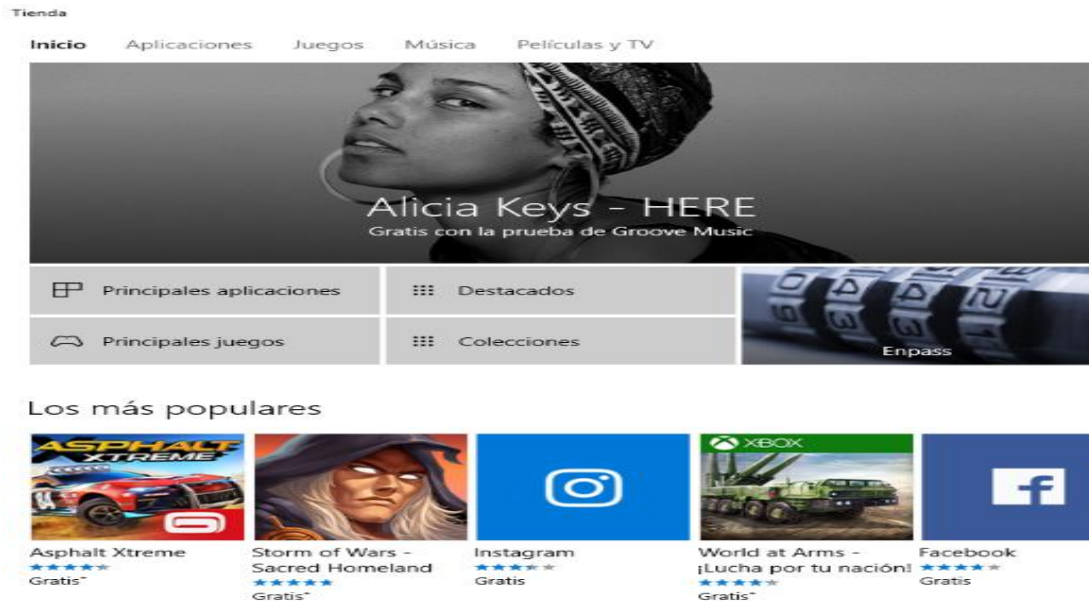 Tienda
Inicio Aplicaciones Juegos Música Películas y TV
Alicia Keys - HERE
Gratis con la prueba de Groove Music
Principales aplicaciones Destacados
Principales juegos Colecciones
Enpass
Los más populares
ASPHALT
XTREME
XBOX
Asphalt Xtreme
Gratis*
Storm of Wars -
Sacred Homeland
Gratis*
Instagram
Gratis
World at Arms -
¡Lucha por tu nación!
Gratis*
Facebook
Gratis